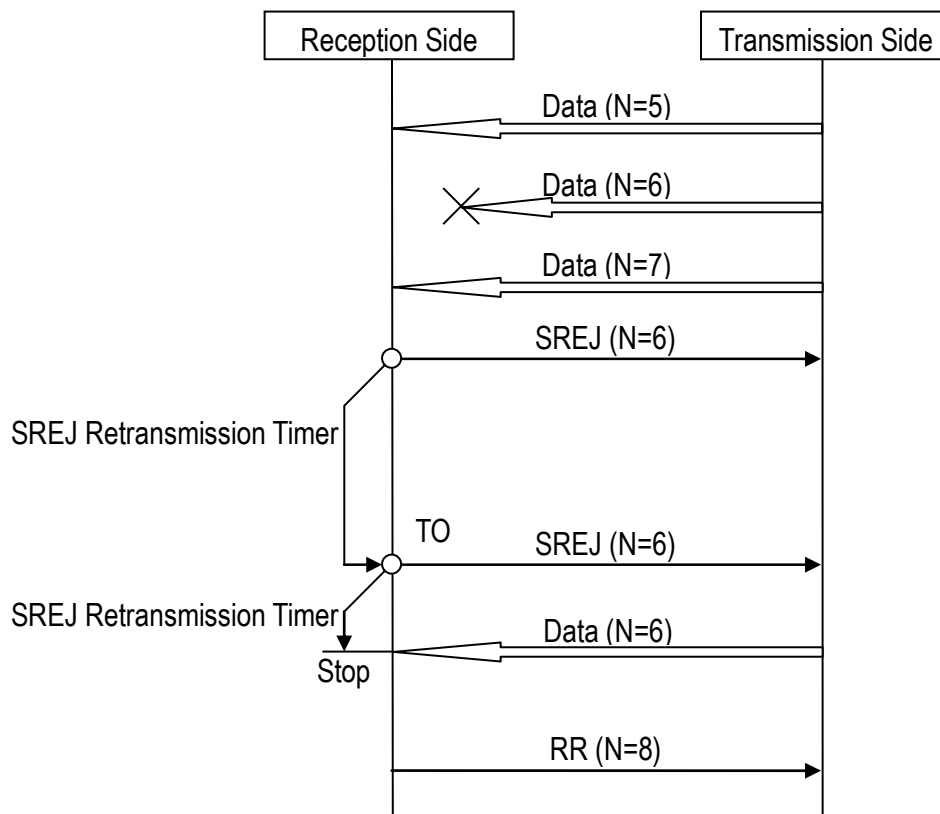 Reception Side
Transmission Side
Data (N=5)
Data (N=6)
Data (N=7)
SREJ (N=6)
SREJ Retransmission Timer
TO
SREJ (N=6)
SREJ Retransmission Timer
Data (N=6)
Stop
RR (N=8)